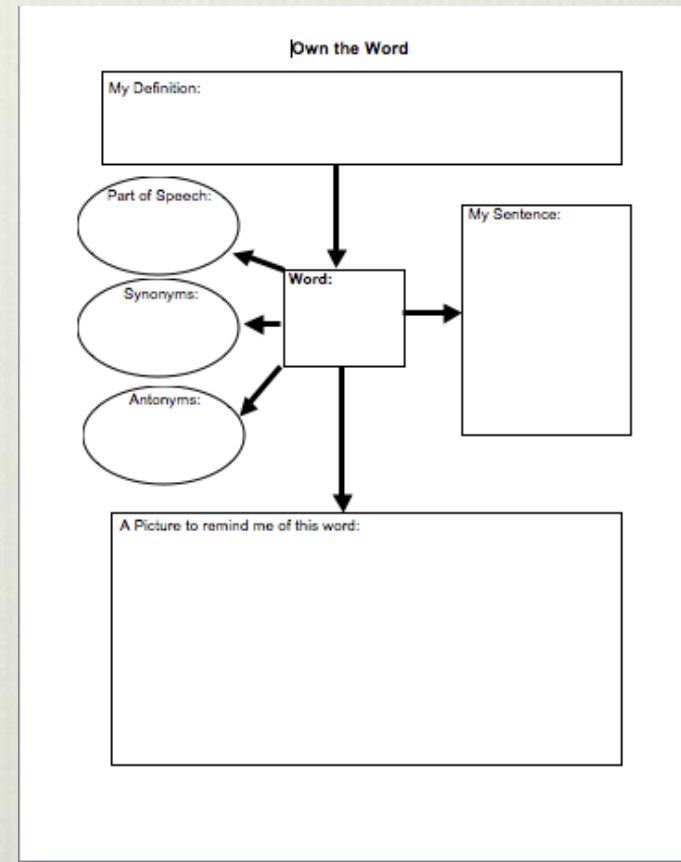 Own the Word
My Definition:
Part of Speech:
My Sentence:
Word:
Synonyms:
Antonyms:
A Picture to remind me of this word: